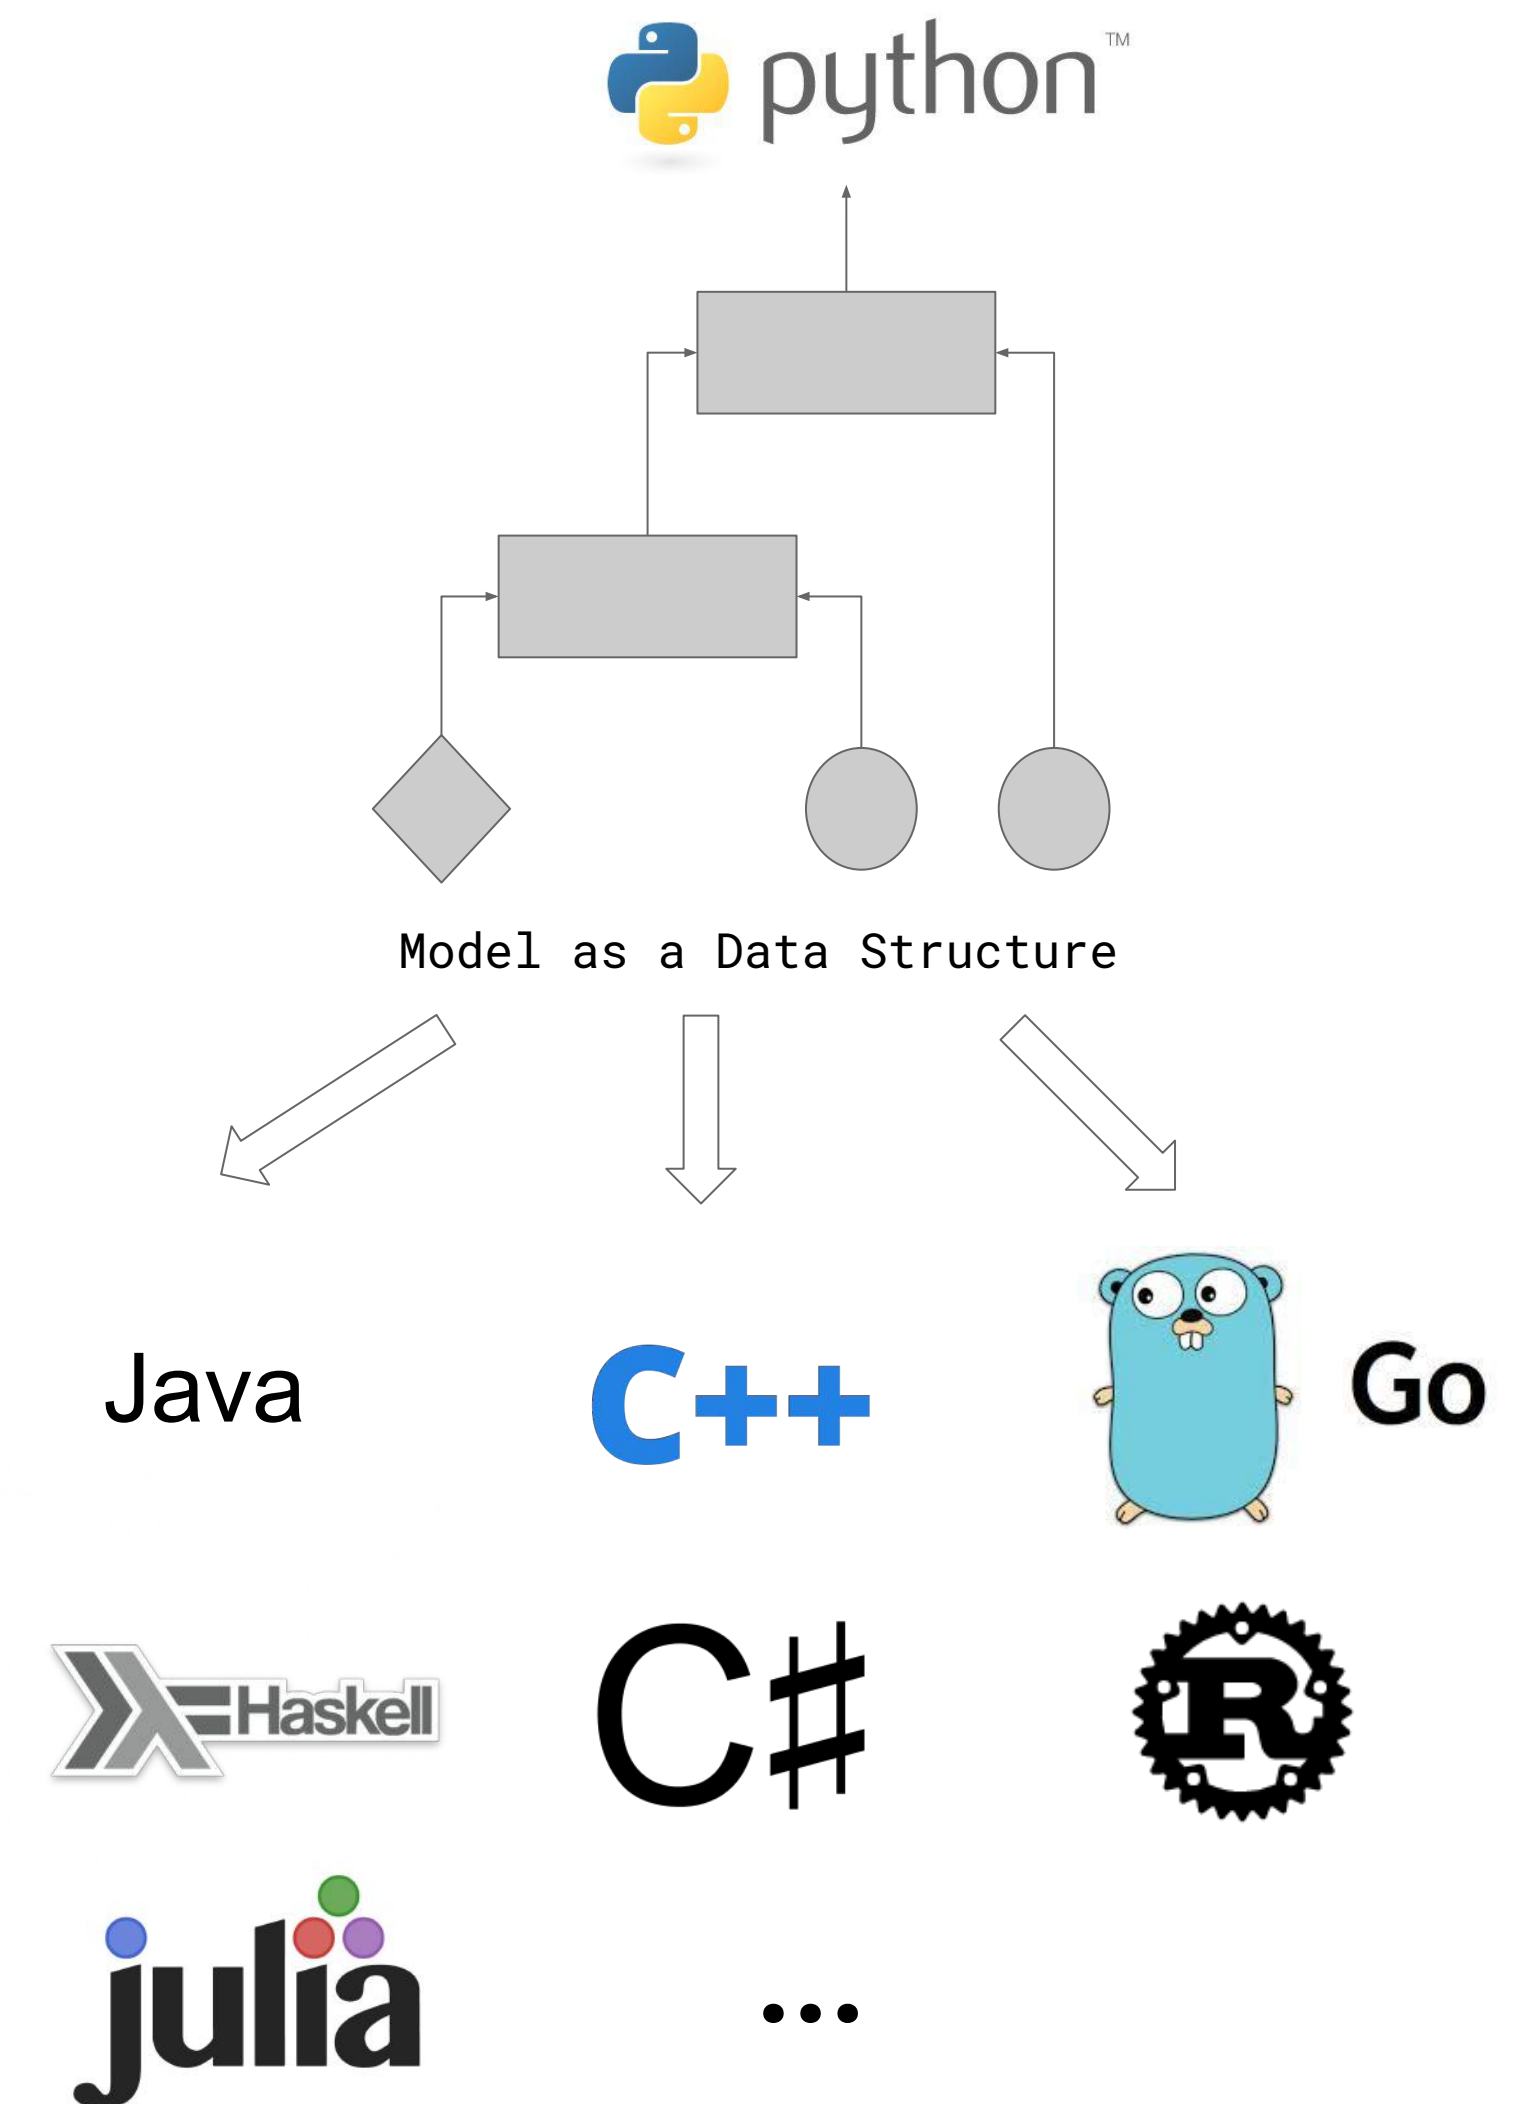 python™
Model as a Data Structure
Java
C++
Go
Haskell
C♯
R
julia
...